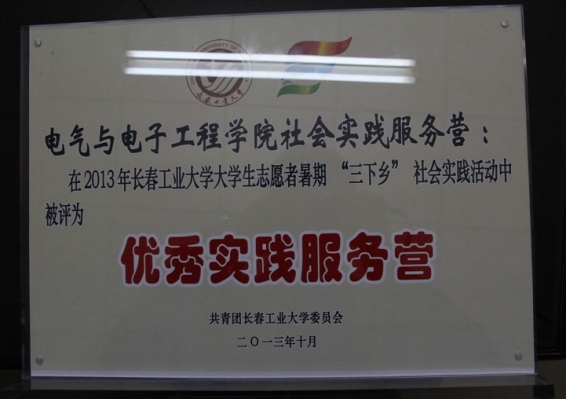 电气与电子工程学院社会实践服务营：
在2013年长春工业大学大学生志愿者暑期“三下乡” 社会实践活动中
被评为
优秀实践服务营
共青团长春工业大学委员会
二〇一三年十月